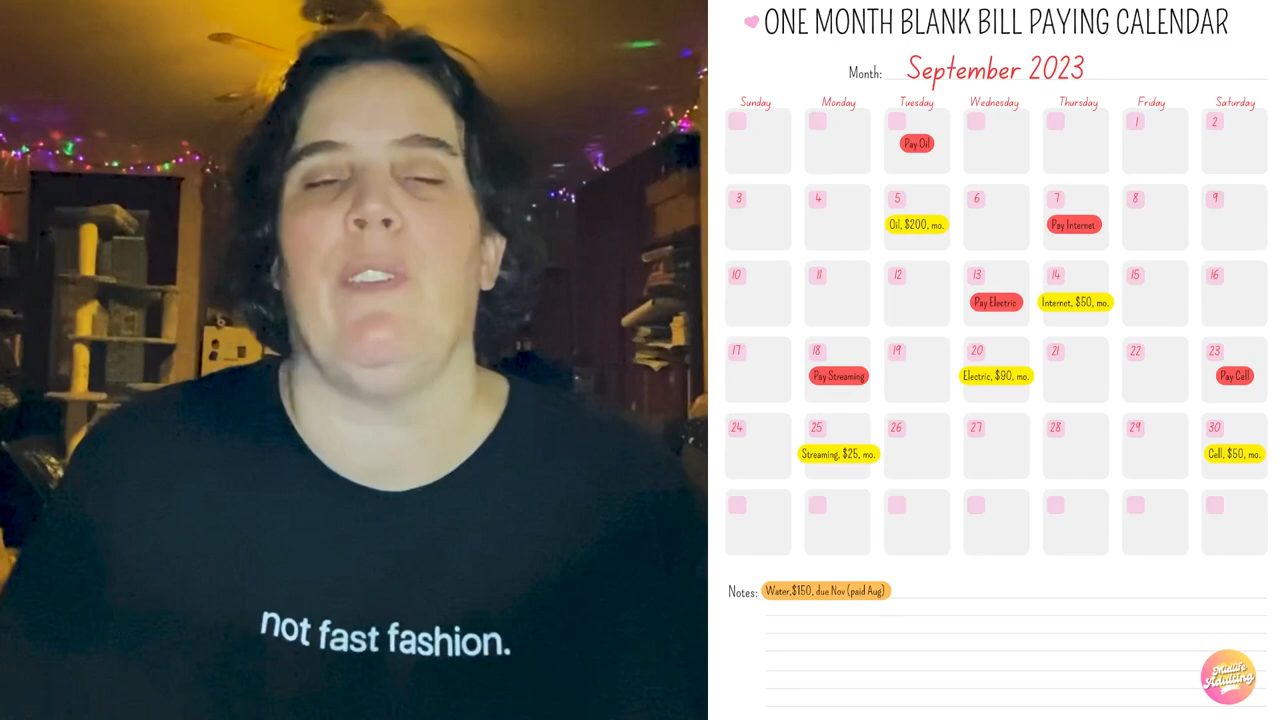 not fast fashion.
ONE MONTH BLANK BILL PAYING CALENDAR
Month: September 2023
Sunday Monday Tuesday Wednesday Thursday Friday Saturday
1 2
Pay Oil
3 4 5 6 7 8 9
Oil, $200, mo. Pay Internet
10 11 12 13 14 15 16
Pay Electric Internet, $50, mo.
17 18 19 20 21 22 23
Pay Streaming Electric, $90, mo. Pay Cell
24 25 26 27 28 29 30
Streaming, $25, mo. Cell, $50, mo.
Notes: Water,$150, due Nov (paid Aug)
Adulting